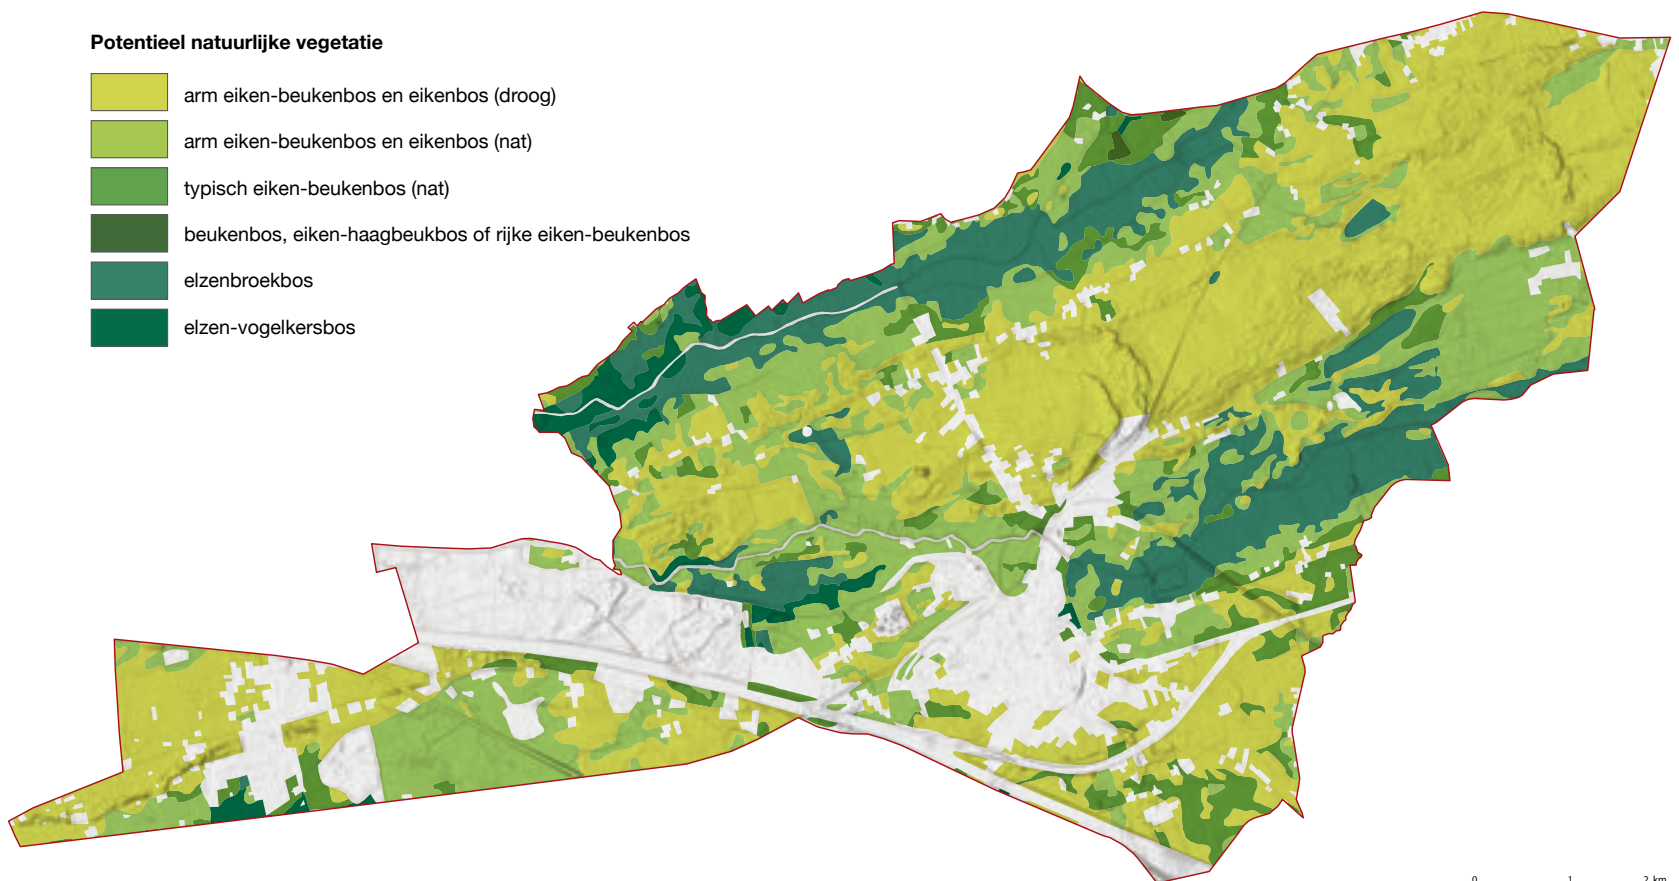 Potentieel natuurlijke vegetatie
arm eiken-beukenbos en eikenbos (droog)
arm eiken-beukenbos en eikenbos (nat)
typisch eiken-beukenbos (nat)
beukenbos, eiken-haagbeukbos of rijke eiken-beukenbos
elzenbroekbos
elzen-vogelkersbos
0 1 2 km